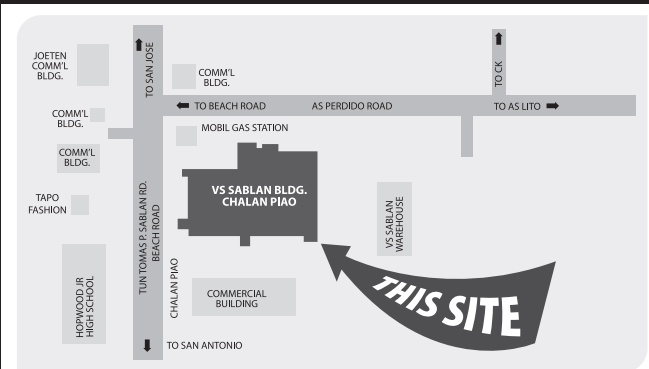 JOETEN
COMM'L
BLDG.
TO SAN JOSE
COMM'L
BLDG.
TO CK
TO BEACH ROAD
AS PERDIDO ROAD
TO AS LITO
COMM'L
BLDG.
MOBIL GAS STATION
COMM'L
BLDG.
VS SABLAN BLDG.
CHALAN PIAO
TAPO
FASHION
TUN TOMAS P. SABLAN RD.
BEACH ROAD
VS SABLAN
WAREHOUSE
HOPWOOD JR
HIGH SCHOOL
CHALAN PIAO
COMMERCIAL
BUILDING
THIS SITE
TO SAN ANTONIO